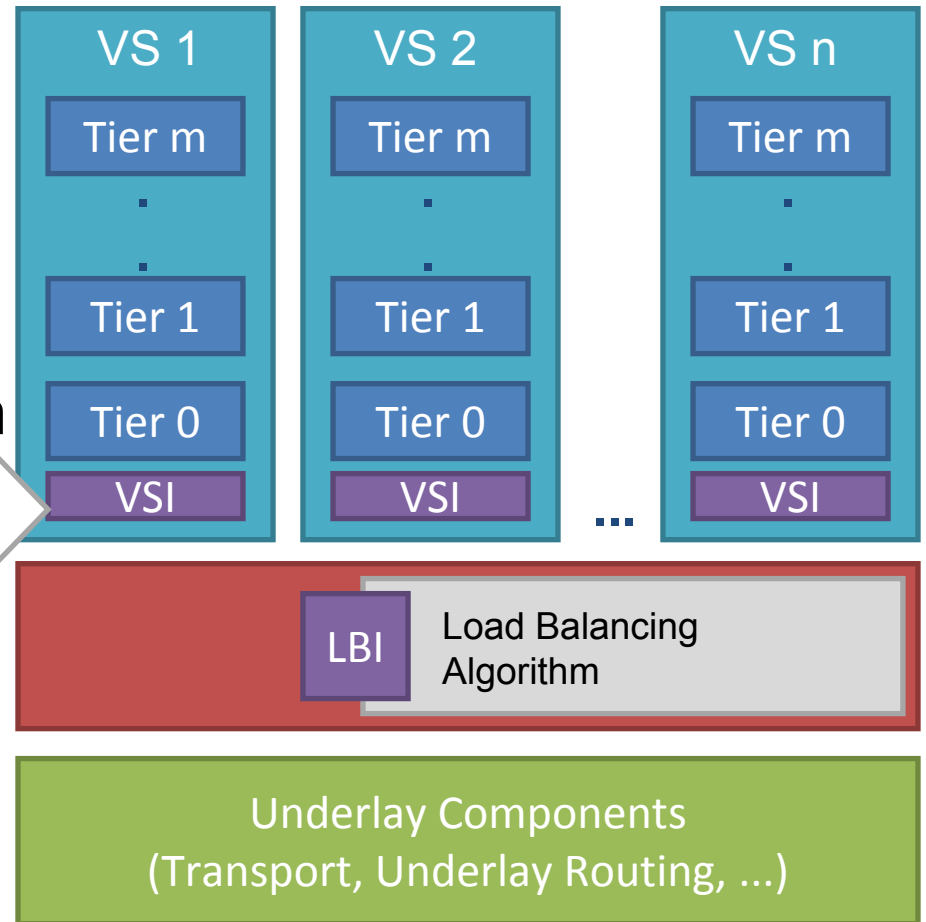 VS 1
Tier m
Tier 1
Tier 0
VSI
VS 2
Tier m
Tier 1
Tier 0
VSI
...
VS n
Tier m
Tier 1
Tier 0
VSI
LBI
Load Balancing
Algorithm
Underlay Components
(Transport, Underlay Routing, ...)